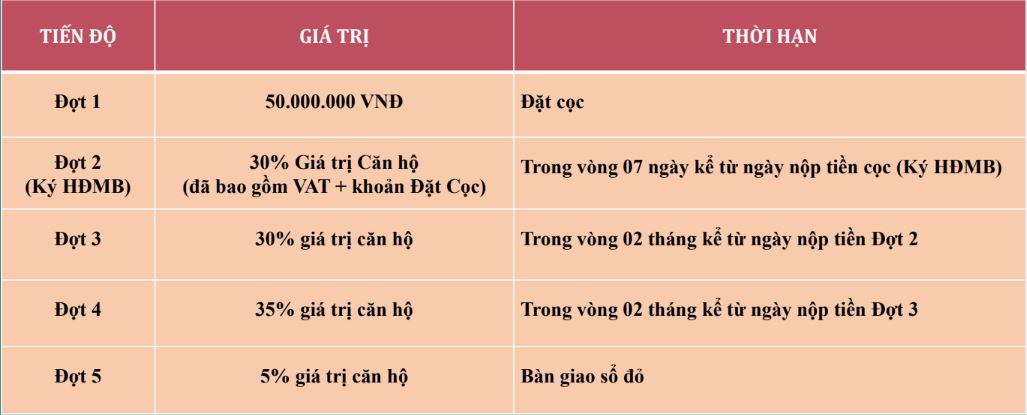 TIẾN ĐỘ
GIÁ TRỊ
THỜI HẠN
Đợt 1
50.000.000 VNĐ
Đặt cọc
Đợt 2
(Ký HĐMB)
30% Giá trị Căn hộ
(đã bao gồm VAT + khoản Đặt Cọc)
Trong vòng 07 ngày kể từ ngày nộp tiền cọc (Ký HĐMB)
Đợt 3
30% giá trị căn hộ
Trong vòng 02 tháng kể từ ngày nộp tiền Đợt 2
Đợt 4
35% giá trị căn hộ
Trong vòng 02 tháng kể từ ngày nộp tiền Đợt 3
Đợt 5
5% giá trị căn hộ
Bàn giao sổ đỏ